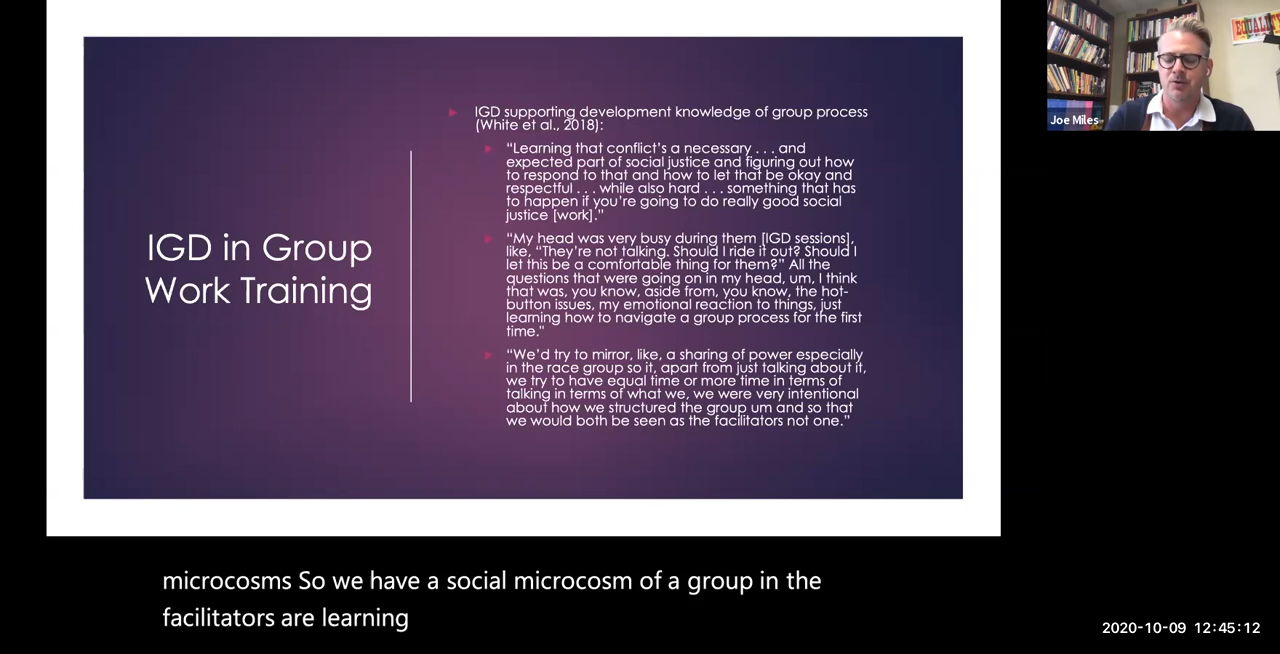 IGD in Group
Work Training
IGD supporting development knowledge of group process
(White et al., 2018):
“Learning that conflict’s a necessary . . . and
expected part of social justice and figuring out how
to respond to that and how to let that be okay and
respectful . . . while also hard . . . something that has
to happen if you’re going to do really good social
justice [work].”
“My head was very busy during them [IGD sessions],
like, “They’re not talking. Should I ride it out? Should I
let this be a comfortable thing for them?” All the
questions that were going on in my head, um, I think
that was, you know, aside from, you know, the hot-
button issues, my emotional reaction to things, just
learning how to navigate a group process for the first
time."
“We’d try to mirror, like, a sharing of power especially
in the race group so it, apart from just talking about it,
we try to have equal time or more time in terms of
talking in terms of what we, we were very intentional
about how we structured the group um and so that
we would both be seen as the facilitators not one.”
Joe Miles
microcosms So we have a social microcosm of a group in the
facilitators are learning
2020-10-09 12:45:12